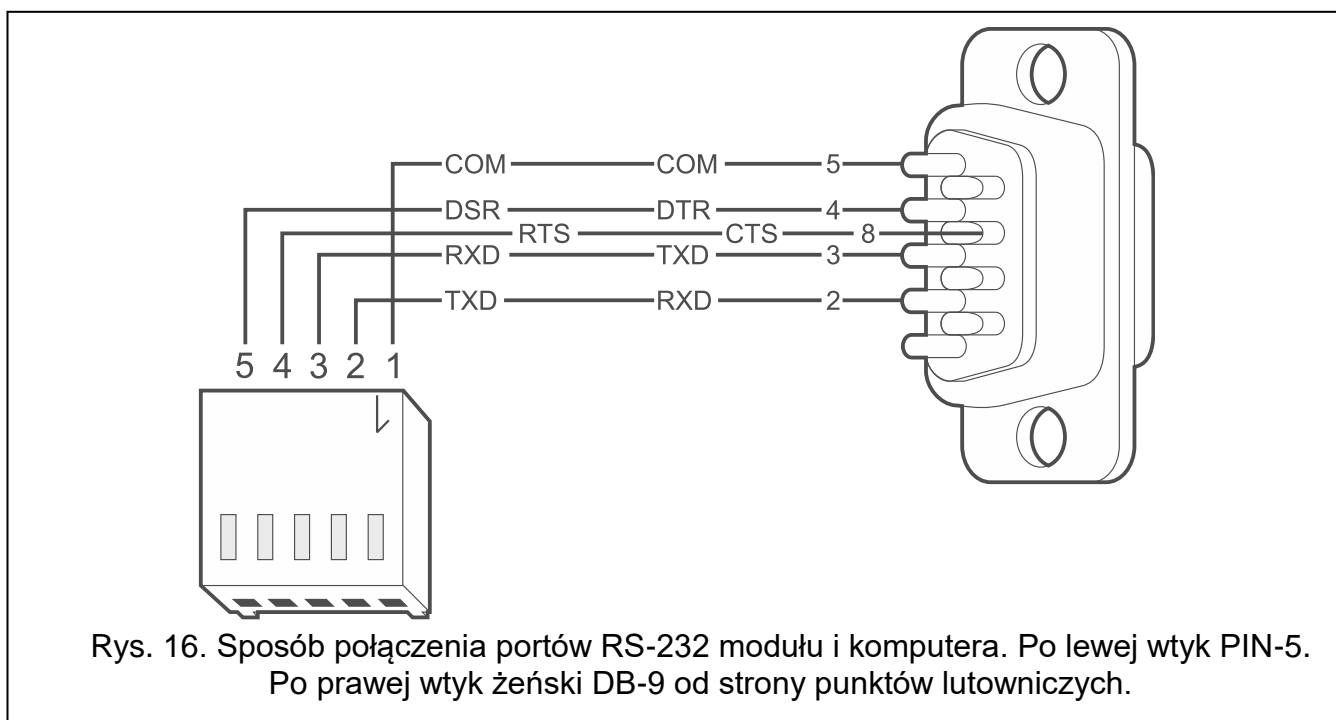 COM COM 5
DSR DTR 4
RTS CTS 8
RXD TXD 3
TXD RXD 2
5 4 3 2 1
Rys. 16. Sposób połączenia portów RS-232 modułu i komputera. Po lewej wtyk PIN-5.
Po prawej wtyk żeński DB-9 od strony punktów lutowniczych.